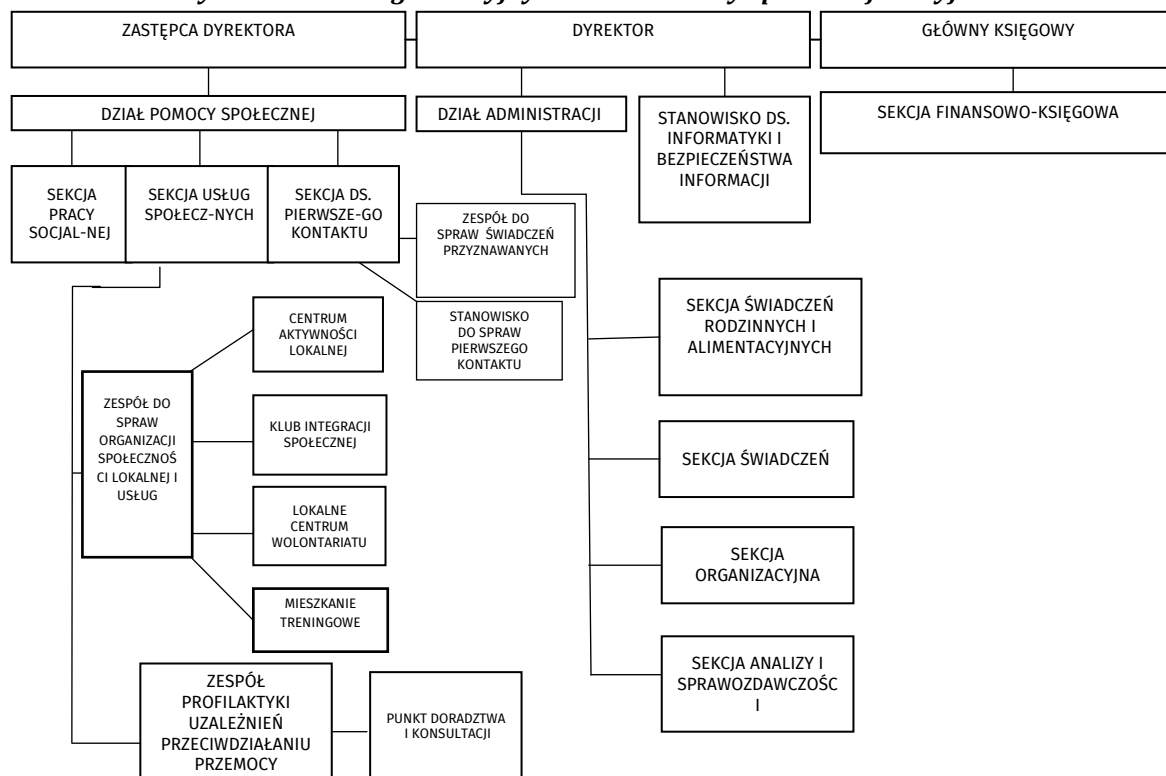 ZASTĘPCA DYREKTORA
DYREKTOR
GŁÓWNY KSIĘGOWY
DZIAŁ POMOCY SPOŁECZNEJ
DZIAŁ ADMINISTRACJI
STANOWISKO DS.
INFORMATYKI I
BEZPIECZEŃSTWA
INFORMACJI
SEKCJA FINANSOWO-KSIĘGOWA
SEKCJA
PRACY
SOCJAL-NEJ
SEKCJA USŁUG
SPOŁECZ-NYCH
SEKCJA DS.
PIERWSZE-GO
KONTAKTU
ZESPÓŁ DO
SPRAW ŚWIADCZEŃ
PRZYZNAWANYCH
STANOWISKO
DO SPRAW
PIERWSZEGO
KONTAKTU
CENTRUM
AKTYWNOŚCI
LOKALNEJ
ZESPÓŁ DO
SPRAW
ORGANIZACJI
SPOŁECZNOŚ
CI LOKALNEJ I
USŁUG
KLUB INTEGRACJI
SPOŁECZNEJ
LOKALNE
CENTRUM
WOLONTARIATU
MIESZKANIE
TRENINGOWE
ZESPÓŁ
PROFILAKTYKI
UZALEŻNIEŃ
PRZECIWDZIAŁANIU
PRZEMOCY
PUNKT DORADZTWA
I KONSULTACJI
SEKCJA ŚWIADCZEŃ
RODZINNYCH I
ALIMENTACYJNYCH
SEKCJA ŚWIADCZEŃ
SEKCJA
ORGANIZACYJNA
SEKCJA ANALIZY I
SPRAWOZDAWCZOŚC
I